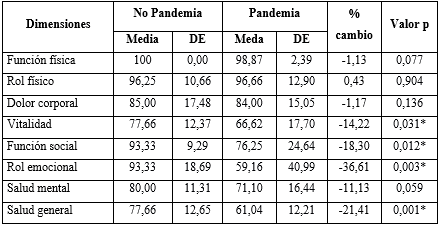 Dimensiones No Pandemia Pandemia % cambio Valor p
Media DE Meda DE
Función física 100 0,00 98,87 2,39 -1,13 0,077
Rol físico 96,25 10,66 96,66 12,90 0,43 0,904
Dolor corporal 85,00 17,48 84,00 15,05 -1,17 0,136
Vitalidad 77,66 12,37 66,62 17,70 -14,22 0,031*
Función social 93,33 9,29 76,25 24,64 -18,30 0,012*
Rol emocional 93,33 18,69 59,16 40,99 -36,61 0,003*
Salud mental 80,00 11,31 71,10 16,44 -11,13 0,059
Salud general 77,66 12,65 61,04 12,21 -21,41 0,001*